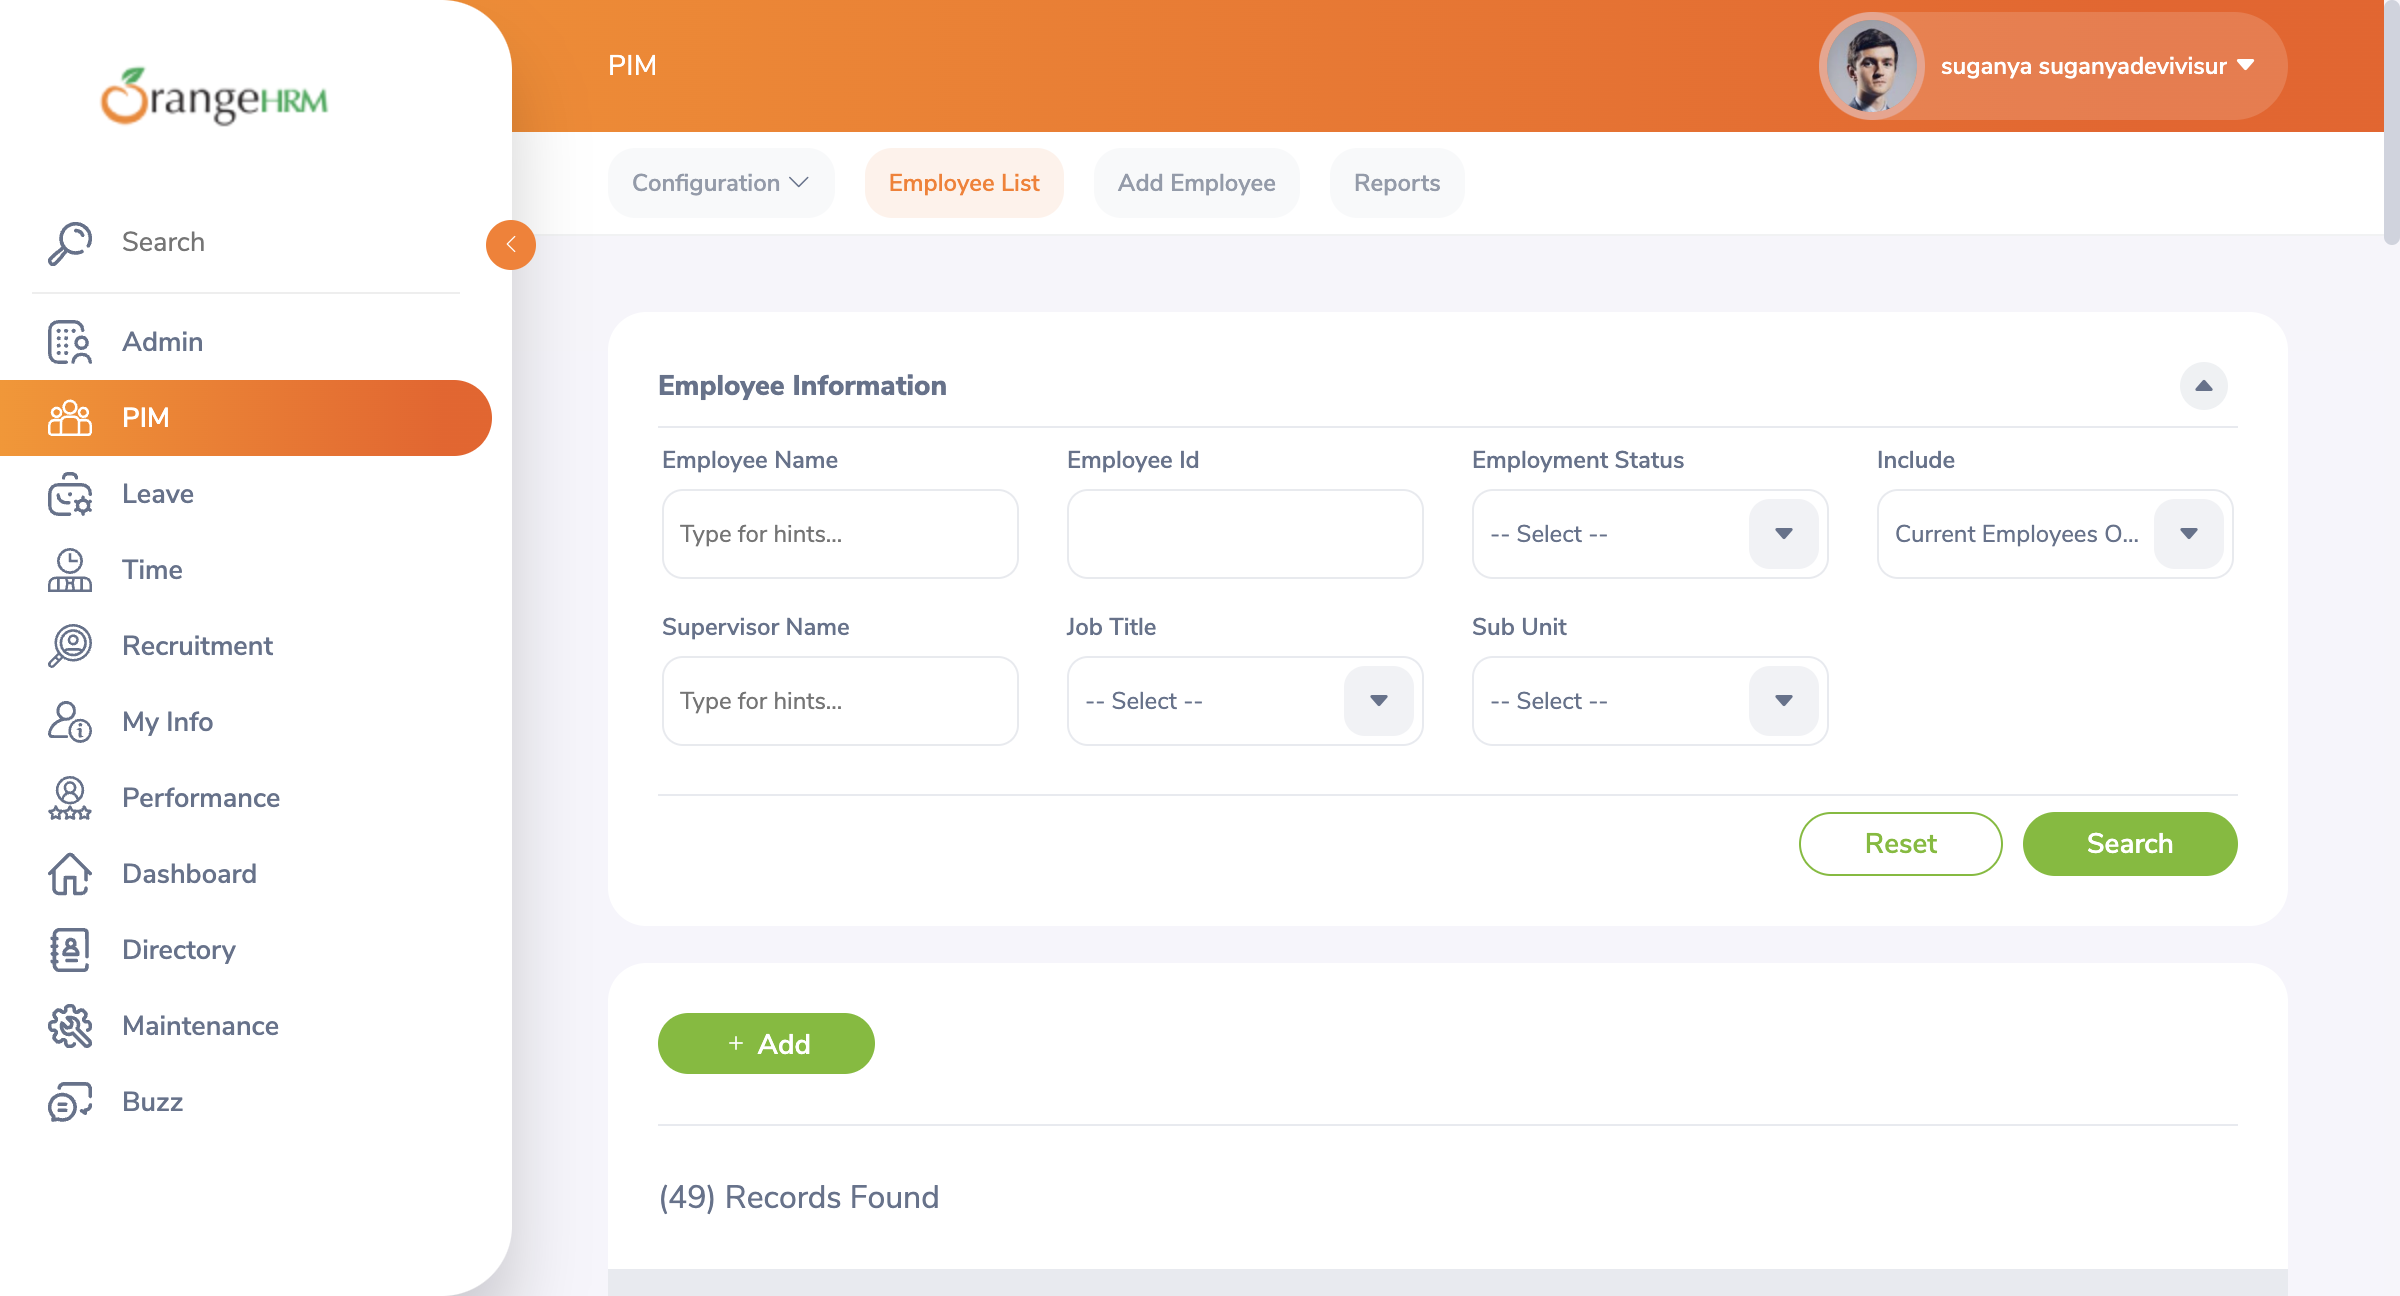 OrangeHRM
PIM
suganya suganyadevivisur
Configuration
Employee List
Add Employee
Reports
Search
Admin
PIM
Leave
Time
Recruitment
My Info
Performance
Dashboard
Directory
Maintenance
Buzz
Employee Information
Employee Name
Employee Id
Employment Status
Include
Type for hints...
-- Select --
Current Employees O...
Supervisor Name
Job Title
Sub Unit
Type for hints...
-- Select --
-- Select --
Reset
Search
+ Add
(49) Records Found